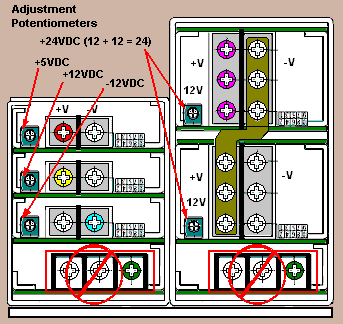 Adjustment
Potentiometers
+24VDC (12 + 12 = 24)
+5VDC
+12VDC
-12VDC
+V -V
+V -V
12V
+V -V
12V